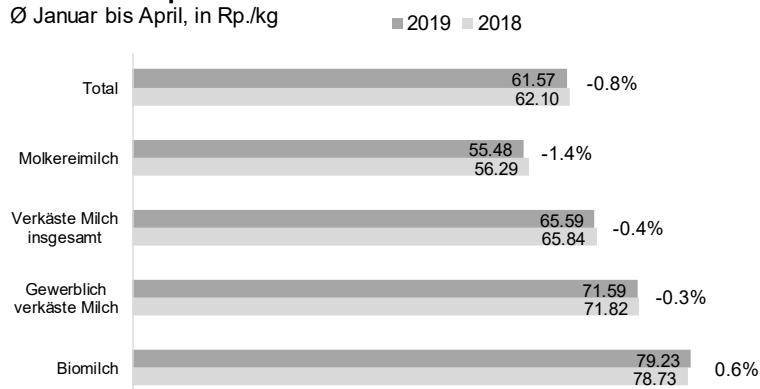 Ø Januar bis April, in Rp./kg
2019 2018
Total
61.57
62.10
-0.8%
Molkereimilch
55.48
56.29
-1.4%
Verkäste Milch
insgesamt
65.59
65.84
-0.4%
Gewerblich
verkäste Milch
71.59
71.82
-0.3%
Biomilch
79.23
78.73
0.6%